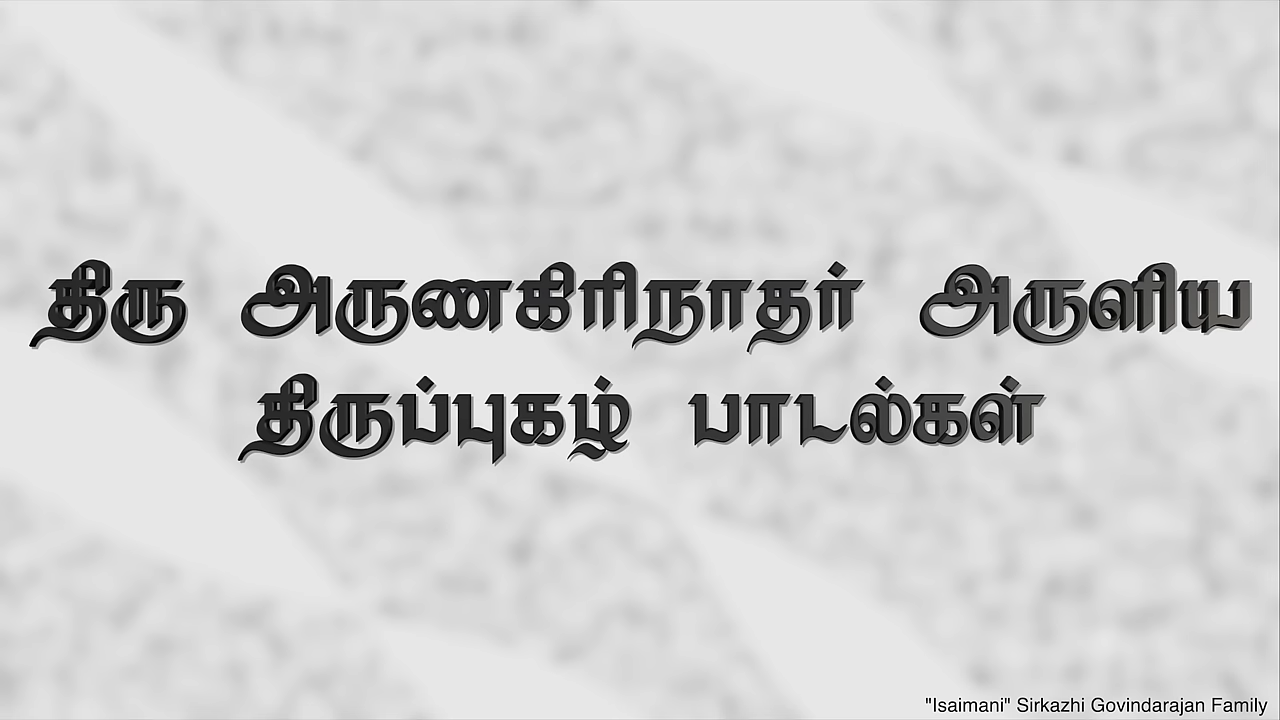 திரு அருணகிரிநாதர் அருளிய
திருப்புகழ் பாடல்கள்
"Isaimani" Sirkazhi Govindarajan Family